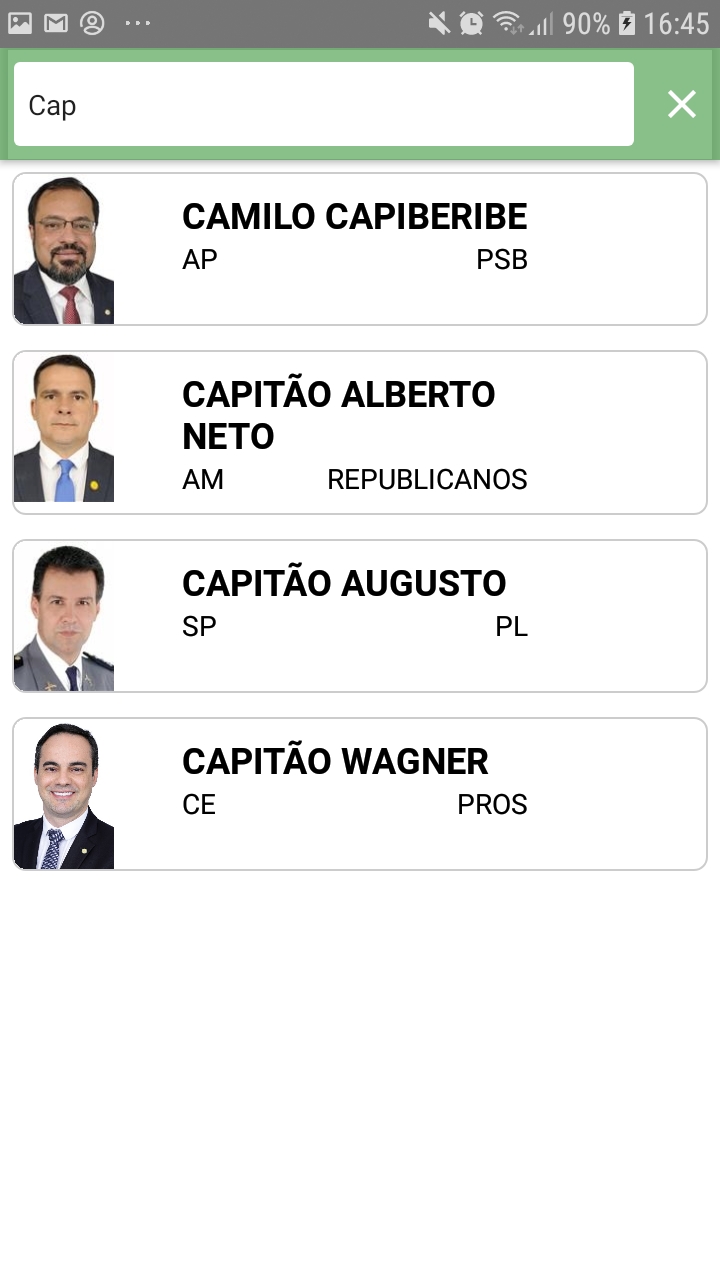 90% 16:45
Cap
CAMILO CAPIBERIBE
AP PSB
CAPITÃO ALBERTO
NETO
AM REPUBLICANOS
CAPITÃO AUGUSTO
SP PL
CAPITÃO WAGNER
CE PROS